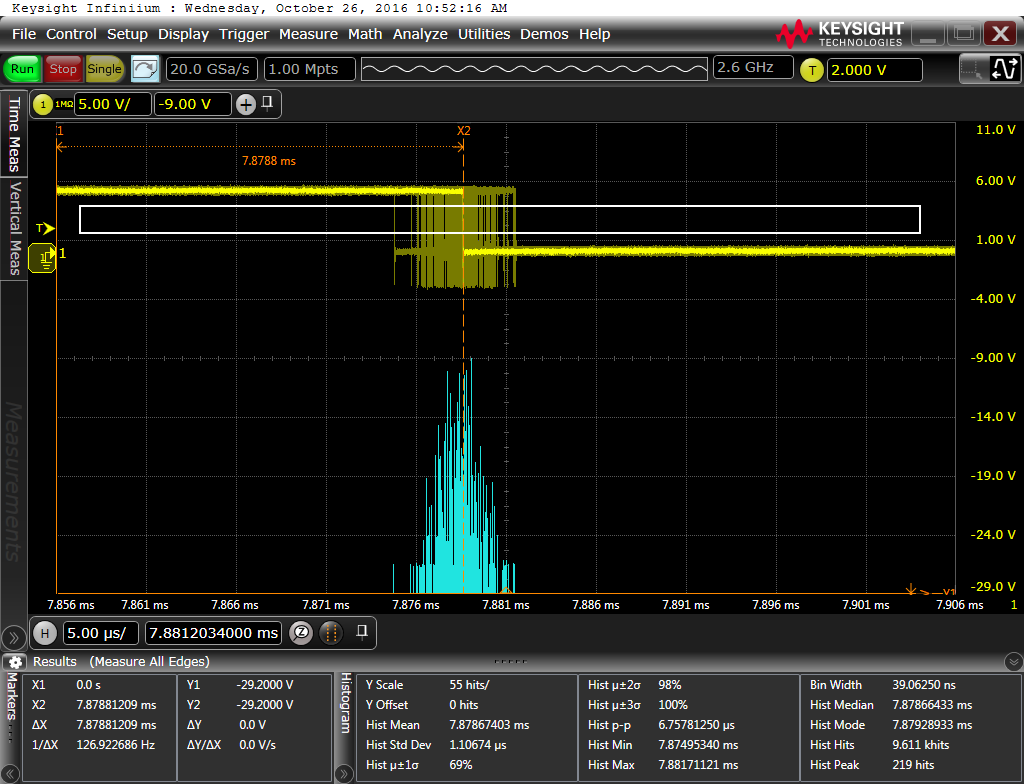 Keysight Infiniium : Wednesday, October 26, 2016 10:52:16 AM
File Control Setup Display Trigger Measure Math Analyze Utilities Demos Help
KEYSIGHT
TECHNOLOGIES
Run Stop Single 20.0 GSa/s 1.00 Mpts 2.6 GHz T 2.000 V
1 1MΩ 5.00 V/ -9.00 V
Time Meas
Vertical Meas
Measurements
1 X2 11.0 V
7.8788 ms
6.00 V
T
1.00 V
1
-4.00 V
-9.00 V
-14.0 V
-19.0 V
-24.0 V
-29.0 V
Y1
7.856 ms 7.861 ms 7.866 ms 7.871 ms 7.876 ms 7.881 ms 7.886 ms 7.891 ms 7.896 ms 7.901 ms 7.906 ms 1
H 5.00 µs/ 7.8812034000 ms
Results (Measure All Edges)
Markers...
X1 0.0 s
X2 7.87881209 ms
ΔX 7.87881209 ms
1/ΔX 126.922686 Hz
Y1 -29.2000 V
Y2 -29.2000 V
ΔY 0.0 V
ΔY/ΔX 0.0 V/s
Histogram
Y Scale 55 hits/
Y Offset 0 hits
Hist Mean 7.87867403 ms
Hist Std Dev 1.10674 µs
Hist µ±1σ 69%
Hist µ±2σ 98%
Hist µ±3σ 100%
Hist p-p 6.75781250 µs
Hist Min 7.87495340 ms
Hist Max 7.88171121 ms
Bin Width 39.06250 ns
Hist Median 7.87866433 ms
Hist Mode 7.87928933 ms
Hist Hits 9.611 khits
Hist Peak 219 hits